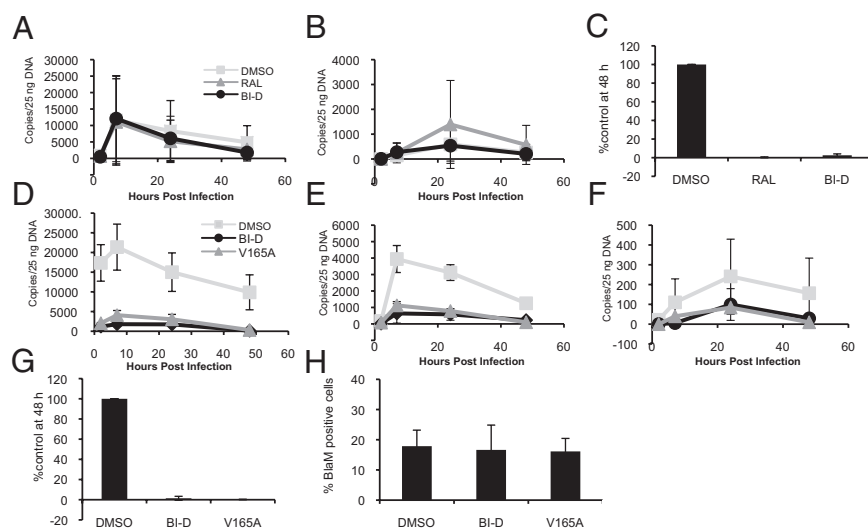 A
Copies/25 ng DNA
30000
25000
20000
15000
10000
5000
0
0 20 40 60
Hours Post Infection
DMSO
RAL
BI-D
B
Copies/25 ng DNA
4000
3000
2000
1000
0
-1000
0 20 40 60
Hours Post Infection
C
%control at 48 h
120
100
80
60
40
20
0
-20
DMSO RAL BI-D
D
Copies/25 ng DNA
30000.
25000
20000
15000
10000
5000
0
0 10 20 30 40 50 60
Hours Post Infection
DMSO
BI-D
V165A
E
Copies/25 ng DNA
6000
5000
4000
3000
2000
1000
0
-1000
0 20 40 60
Hours Post Infection
F
Copies/25 ng DNA
500
400
300
200
100
0
-100
0 20 40 60
Hours Post Infection
G
%control at 48 h
120
100
80
60
40
20
0
-20
DMSO BI-D V165A
H
% BlaM positive cells
40
30
20
10
0
DMSO BI-D V165A